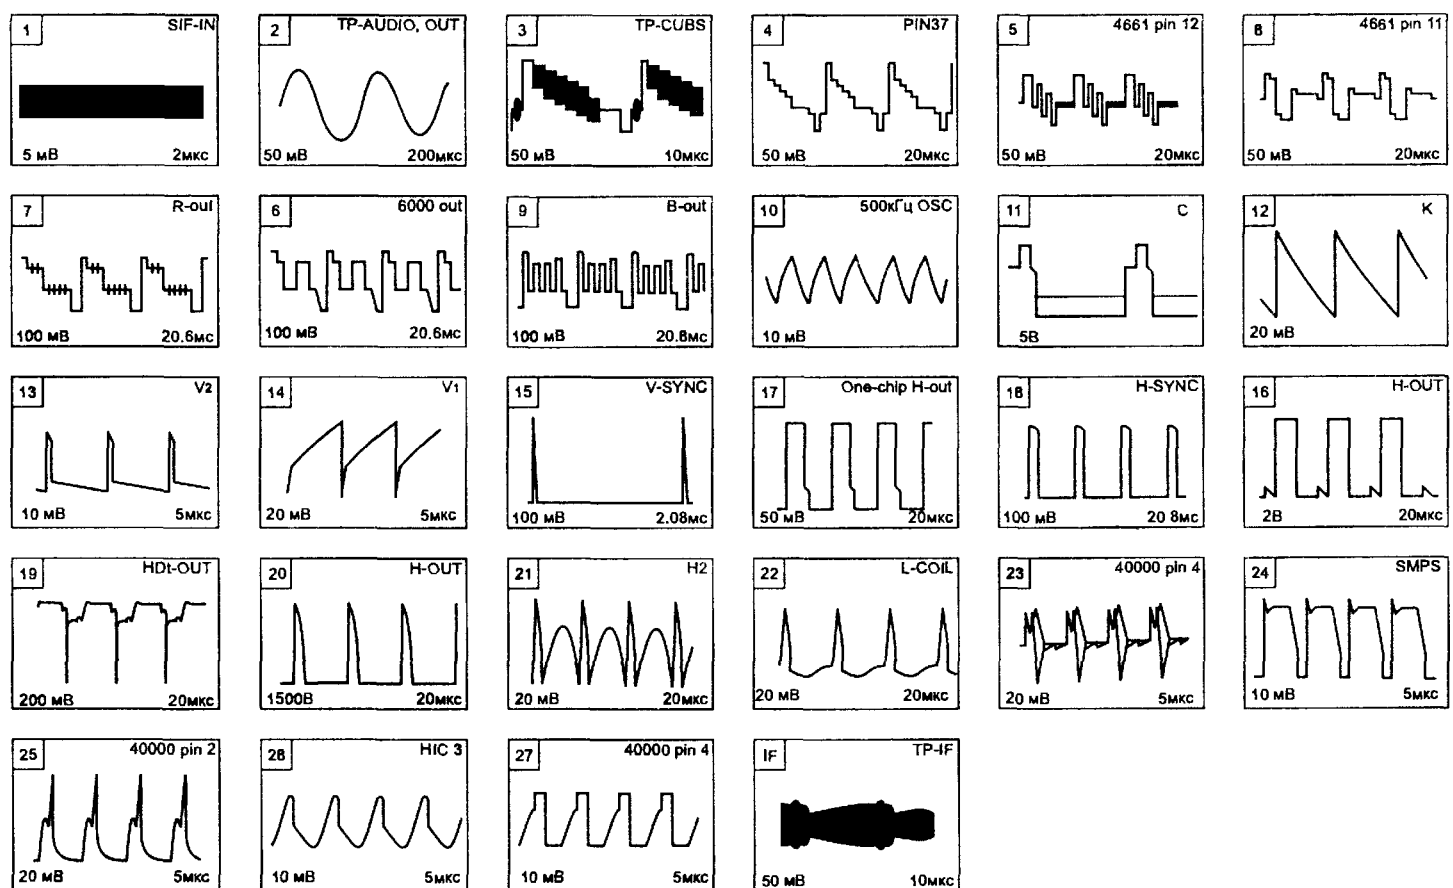 1 SIF-IN
5 мВ 2мкс
2 TP-AUDIO, OUT
50 мВ 200мкс
3 TP-CUBS
50 мВ 10мкс
4 PIN37
50 мВ 20мкс
5 4661 pin 12
50 мВ 20мкс
6 4661 pin 11
50 мВ 20мкс
7 R-out
100 мВ 20.6мс
6 6000 out
100 мВ 20.6мс
9 B-out
100 мВ 20.8мс
10 500кГц OSC
10 мВ
11 C
5В
12 K
20 мВ
13 V2
10 мВ 5мкс
14 V1
20 мВ 5мкс
15 V-SYNC
100 мВ 2.08мс
17 One-chip H-out
50 мВ 20мкс
18 H-SYNC
100 мВ 20 8мс
16 H-OUT
2В 20мкс
19 HDt-OUT
200 мВ 20мкс
20 H-OUT
1500В 20мкс
21 H2
20 мВ 20мкс
22 L-COIL
20 мВ 20мкс
23 40000 pin 4
20 мВ 5мкс
24 SMPS
10 мВ 5мкс
25 40000 pin 2
20 мВ 5мкс
26 HIC 3
10 мВ 5мкс
27 40000 pin 4
10 мВ 5мкс
IF TP-IF
50 мВ 10мкс